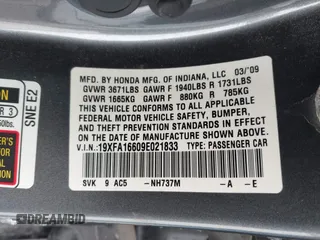 MFD. BY HONDA MFG. OF INDIANA, LLC 03/09
GVWR 3671LBS GAWR F 1940LBS R 1731LBS
GVWR 1665KG GAWR F 880KG R 785KG
THIS VEHICLE CONFORMS TO ALL APPLICABLE
FEDERAL MOTOR VEHICLE SAFETY, BUMPER,
AND THEFT PREVENTION STANDARDS IN EFFECT
ON THE DATE OF MANUFACTURE SHOWN ABOVE.
V.I.N.: 19XFA16609E021833 TYPE: PASSENGER CAR
SVK 9 AC5 -NH737M -A -E
SNE E2
R 3
DREAMBID